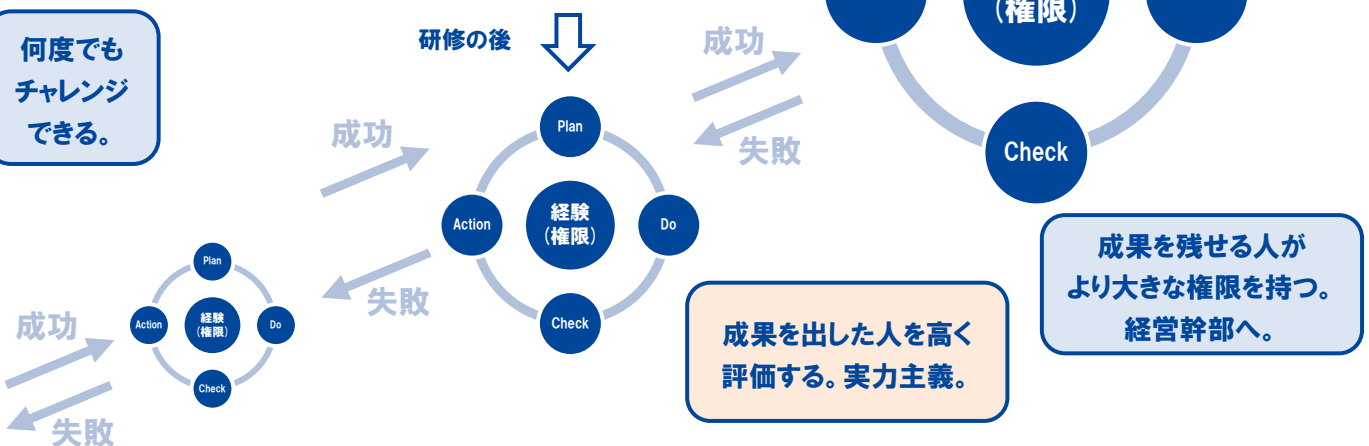 何度でも
チャレンジ
できる。
研修の後
成功
失敗
(権限)
Check
成功
失敗
Plan
Action
経験
(権限)
Do
Check
成功
失敗
Plan
Action
経験
(権限)
Do
Check
成果を出した人を高く
評価する。実力主義。
成果を残せる人が
より大きな権限を持つ。
経営幹部へ。